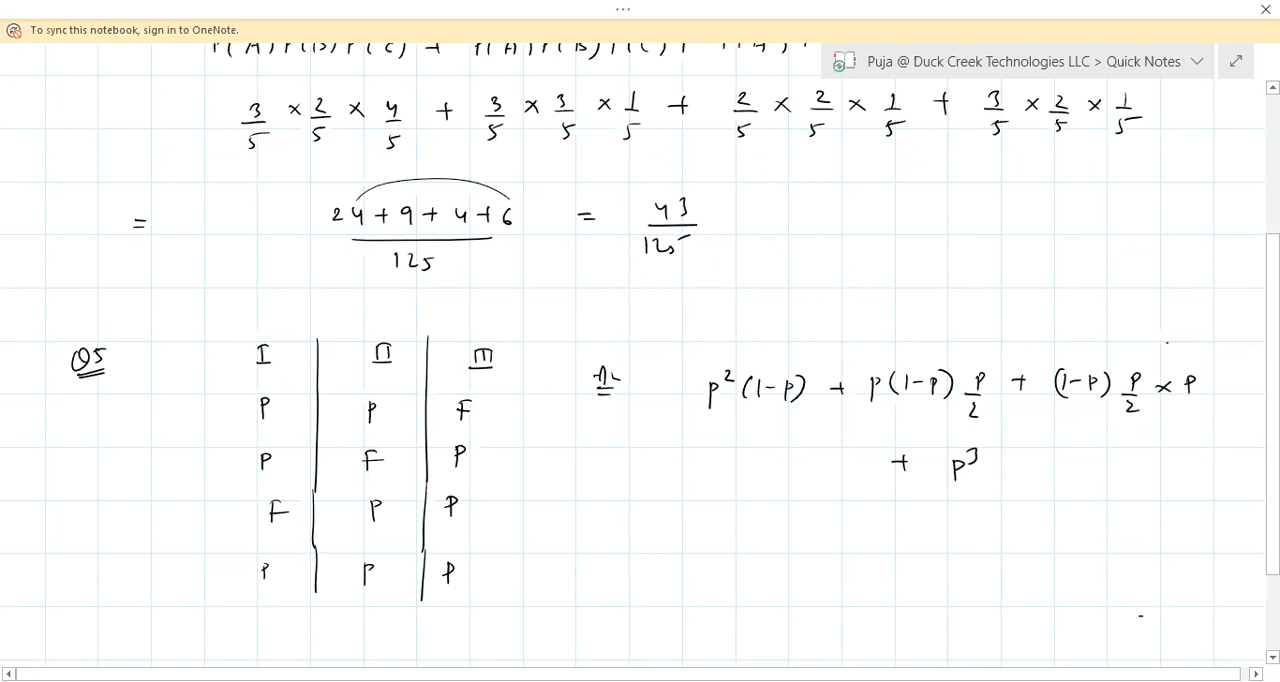 ...
To sync this notebook, sign in to OneNote.
Puja @ Duck Creek Technologies LLC > Quick Notes
P(A) P(B) P(C) + P(A) P(B) P(C) +
3/5 × 2/5 × 4/5 + 3/5 × 3/5 × 1/5 + 2/5 × 2/5 × 1/5 + 3/5 × 2/5 × 1/5
= 24 + 9 + 4 + 6 / 125 = 43/125
Q5
I II III
P P F
P F P
F P P
P P P
p²(1-p) + p(1-p) p/2 + (1-p) p/2 × p
+ p³